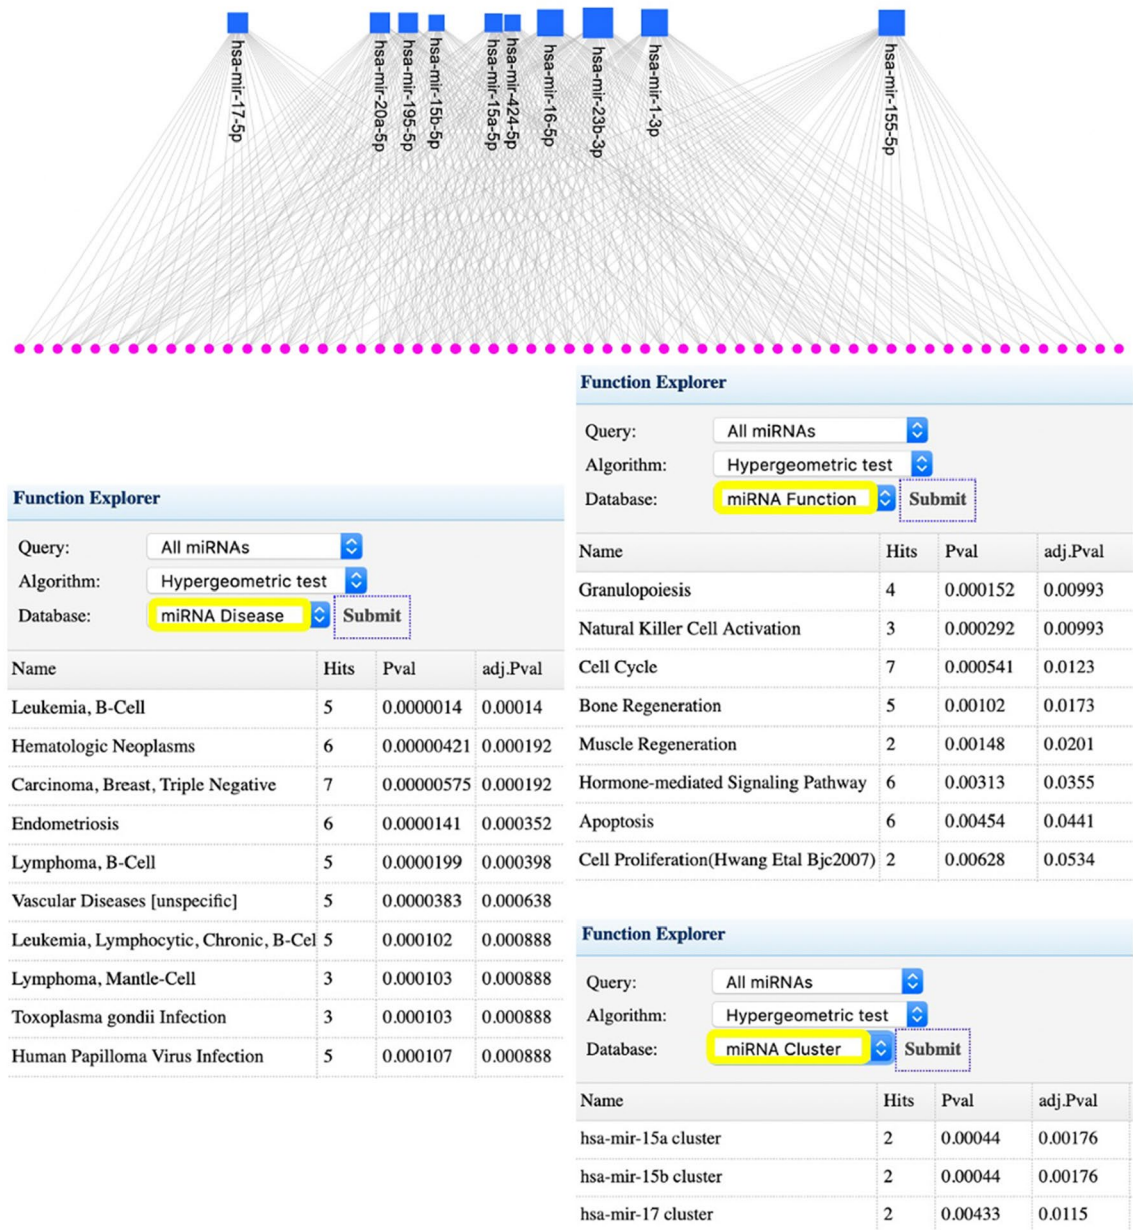 hsa-mir-17-5p
hsa-mir-20a-5p
hsa-mir-195-5p
hsa-mir-15b-5p
hsa-mir-15a-5p
hsa-mir-424-5p
hsa-mir-16-5p
hsa-mir-23b-3p
hsa-mir-1-3p
hsa-mir-155-5p
Function Explorer
Query: All miRNAs
Algorithm: Hypergeometric test
Database: miRNA Disease Submit
Name Hits Pval adj.Pval
Leukemia, B-Cell 5 0.0000014 0.00014
Hematologic Neoplasms 6 0.00000421 0.000192
Carcinoma, Breast, Triple Negative 7 0.00000575 0.000192
Endometriosis 6 0.0000141 0.000352
Lymphoma, B-Cell 5 0.0000199 0.000398
Vascular Diseases [unspecific] 5 0.0000383 0.000638
Leukemia, Lymphocytic, Chronic, B-Cel 5 0.000102 0.000888
Lymphoma, Mantle-Cell 3 0.000103 0.000888
Toxoplasma gondii Infection 3 0.000103 0.000888
Human Papilloma Virus Infection 5 0.000107 0.000888
Function Explorer
Query: All miRNAs
Algorithm: Hypergeometric test
Database: miRNA Function Submit
Name Hits Pval adj.Pval
Granulopoiesis 4 0.000152 0.00993
Natural Killer Cell Activation 3 0.000292 0.00993
Cell Cycle 7 0.000541 0.0123
Bone Regeneration 5 0.00102 0.0173
Muscle Regeneration 2 0.00148 0.0201
Hormone-mediated Signaling Pathway 6 0.00313 0.0355
Apoptosis 6 0.00454 0.0441
Cell Proliferation(Hwang Etal Bjc2007) 2 0.00628 0.0534
Function Explorer
Query: All miRNAs
Algorithm: Hypergeometric test
Database: miRNA Cluster Submit
Name Hits Pval adj.Pval
hsa-mir-15a cluster 2 0.00044 0.00176
hsa-mir-15b cluster 2 0.00044 0.00176
hsa-mir-17 cluster 2 0.00433 0.0115